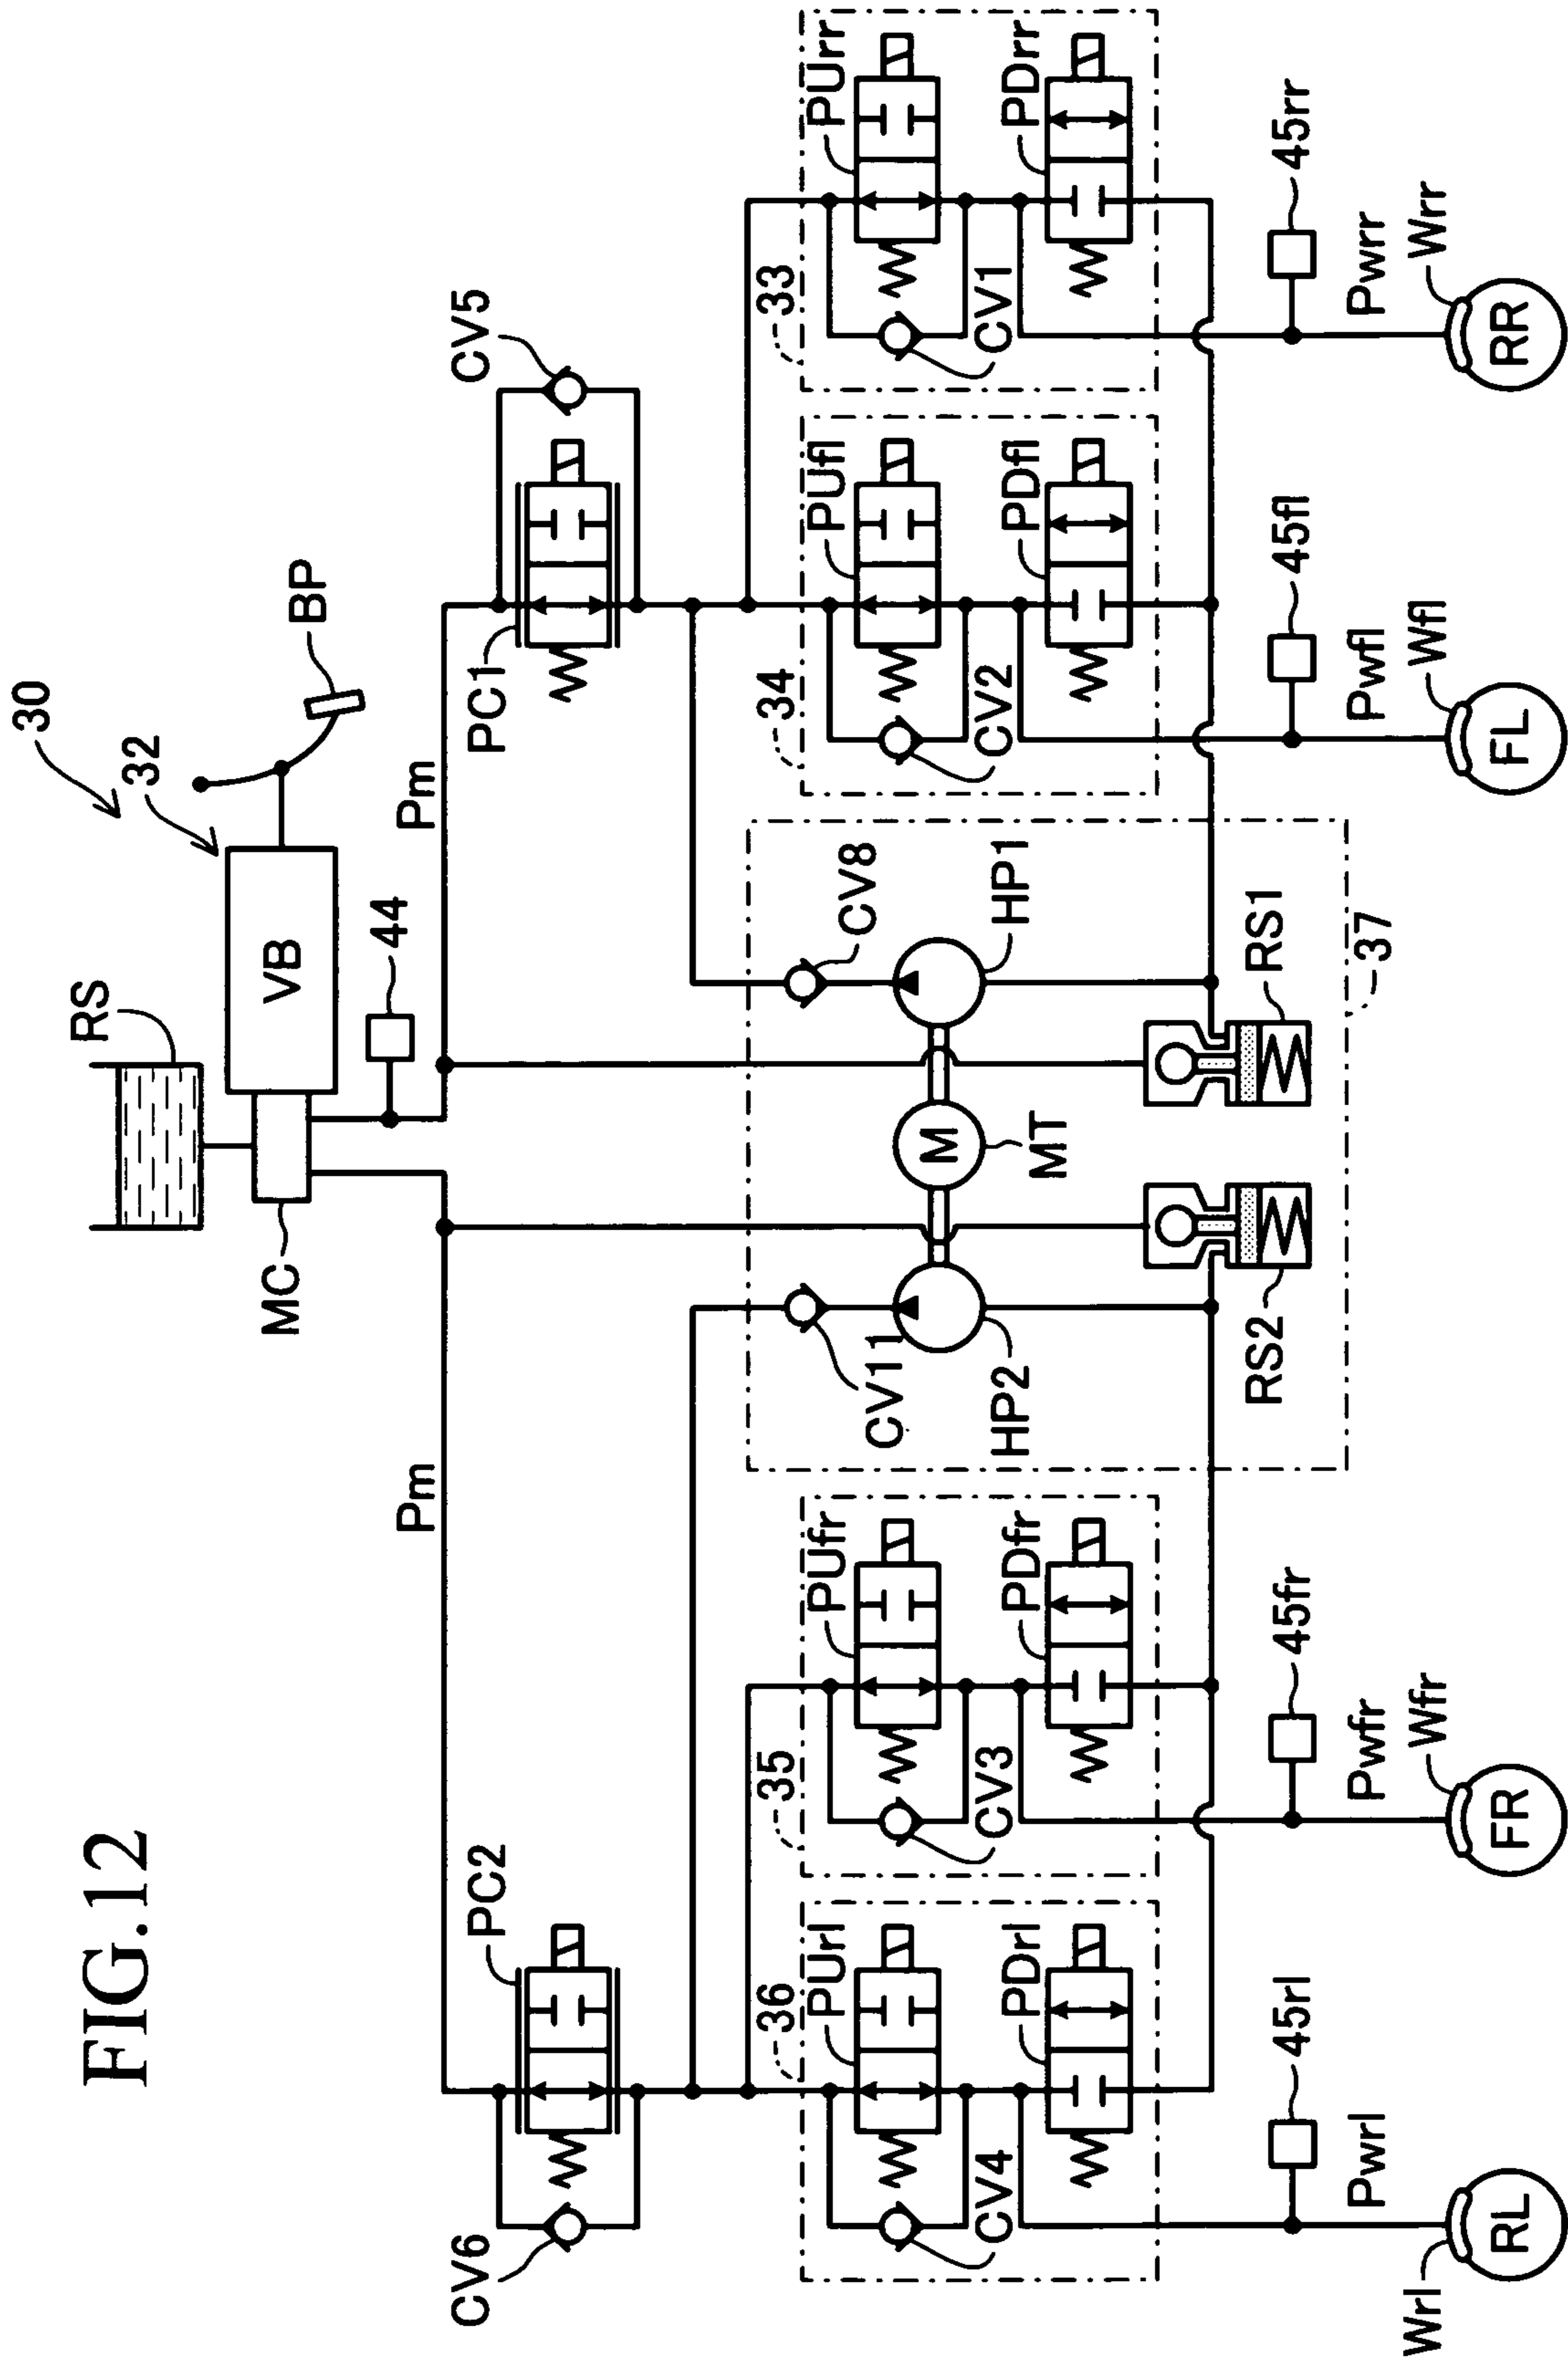 FIG.12
30
32
RS
VB
BP
MC
44
Pm
Pm
PC2
PC1
CV6
CV5
36
PUrl
35
PUfr
34
PUfl
33
PUrr
CV11
CV8
CV4
PDrl
CV3
PDfr
HP2
M
MT
HP1
CV2
PDfl
CV1
PDrr
RS2
RS1
37
45rl
45fr
45fl
45rr
Pwrl
Pwfr
Pwfl
Pwrr
Wrl
Wfr
Wfl
Wrr
RL
FR
FL
RR